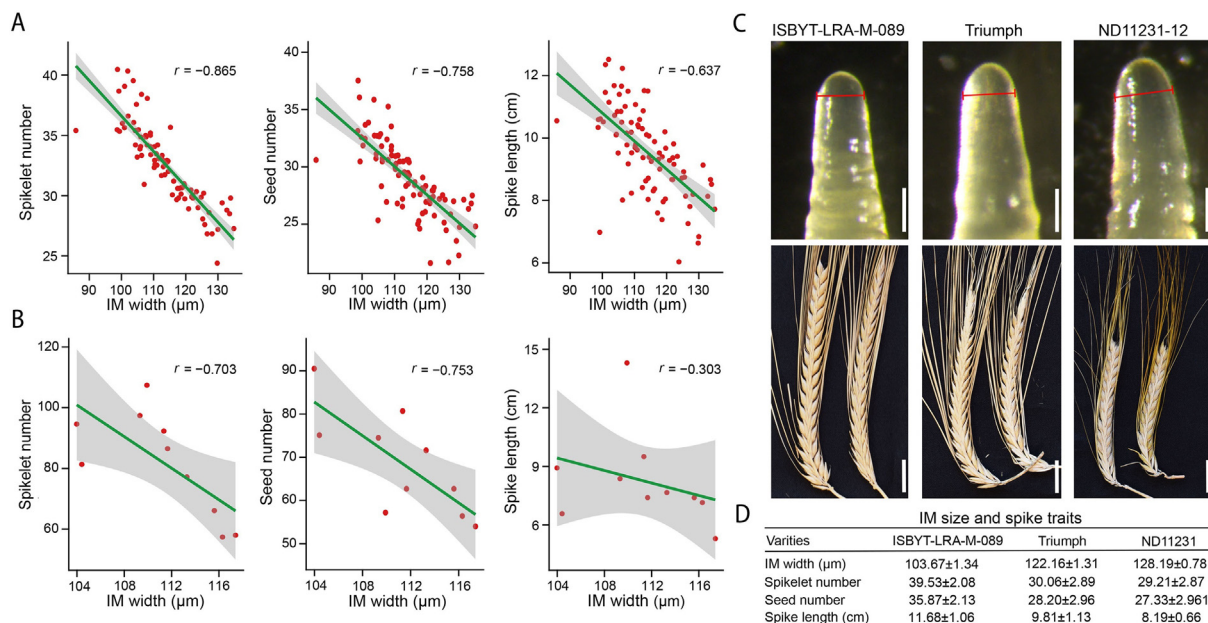 A
Spikelet number
40
35
30
25
r = −0.865
90 100 110 120 130
IM width (µm)
Seed number
40
35
30
25
r = −0.758
90 100 110 120 130
IM width (µm)
Spike length (cm)
12
10
8
6
r = −0.637
90 100 110 120 130
IM width (µm)
B
Spikelet number
120
100
80
60
r = −0.703
104 108 112 116
IM width (µm)
Seed number
90
80
70
60
50
45
r = −0.753
104 108 112 116
IM width (µm)
Spike length (cm)
15
12
9
6
4
r = −0.303
104 108 112 116
IM width (µm)
C
ISBYT-LRA-M-089 Triumph ND11231-12
D
IM size and spike traits
Varities ISBYT-LRA-M-089 Triumph ND11231
IM width (µm) 103.67±1.34 122.16±1.31 128.19±0.78
Spikelet number 39.53±2.08 30.06±2.89 29.21±2.87
Seed number 35.87±2.13 28.20±2.96 27.33±2.961
Spike length (cm) 11.68±1.06 9.81±1.13 8.19±0.66